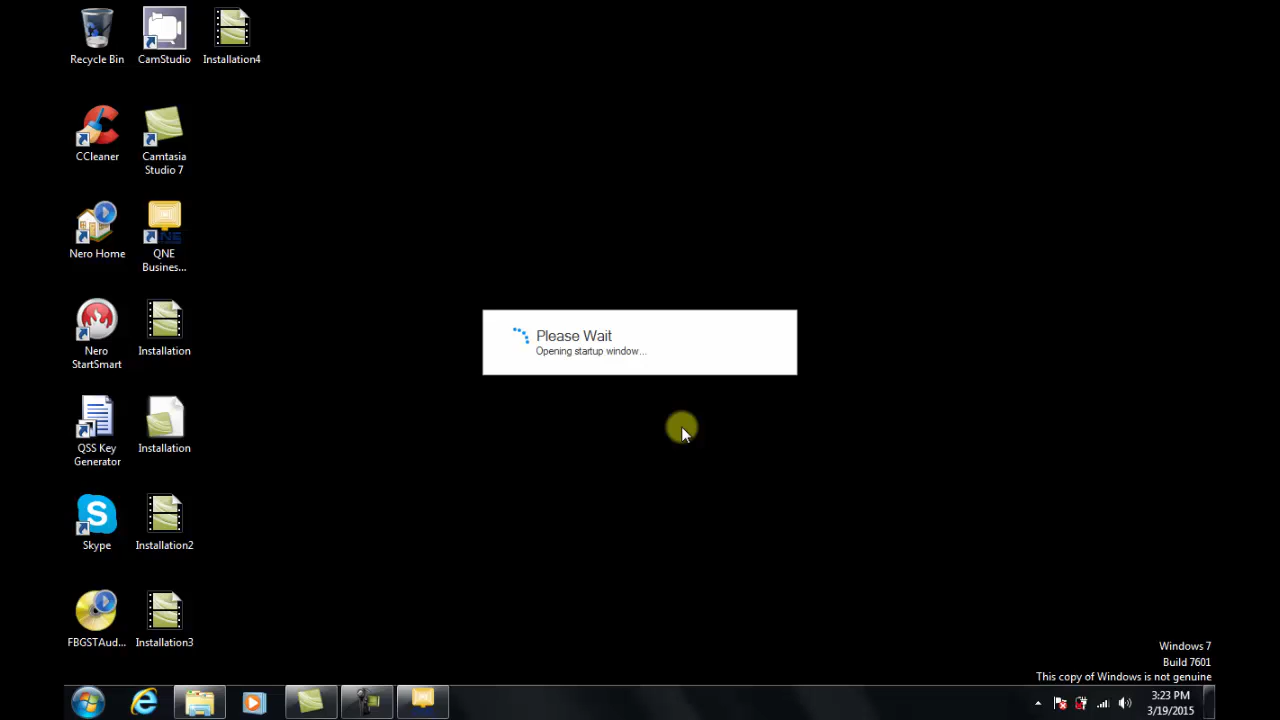 Recycle Bin
CamStudio
Installation4
CCleaner
Camtasia
Studio 7
Nero Home
QNE
Busines...
Nero
StartSmart
Installation
QSS Key
Generator
Installation
Skype
Installation2
FBGSTAud...
Installation3
Please Wait
Opening startup window...
Windows 7
Build 7601
This copy of Windows is not genuine
3:23 PM
3/19/2015